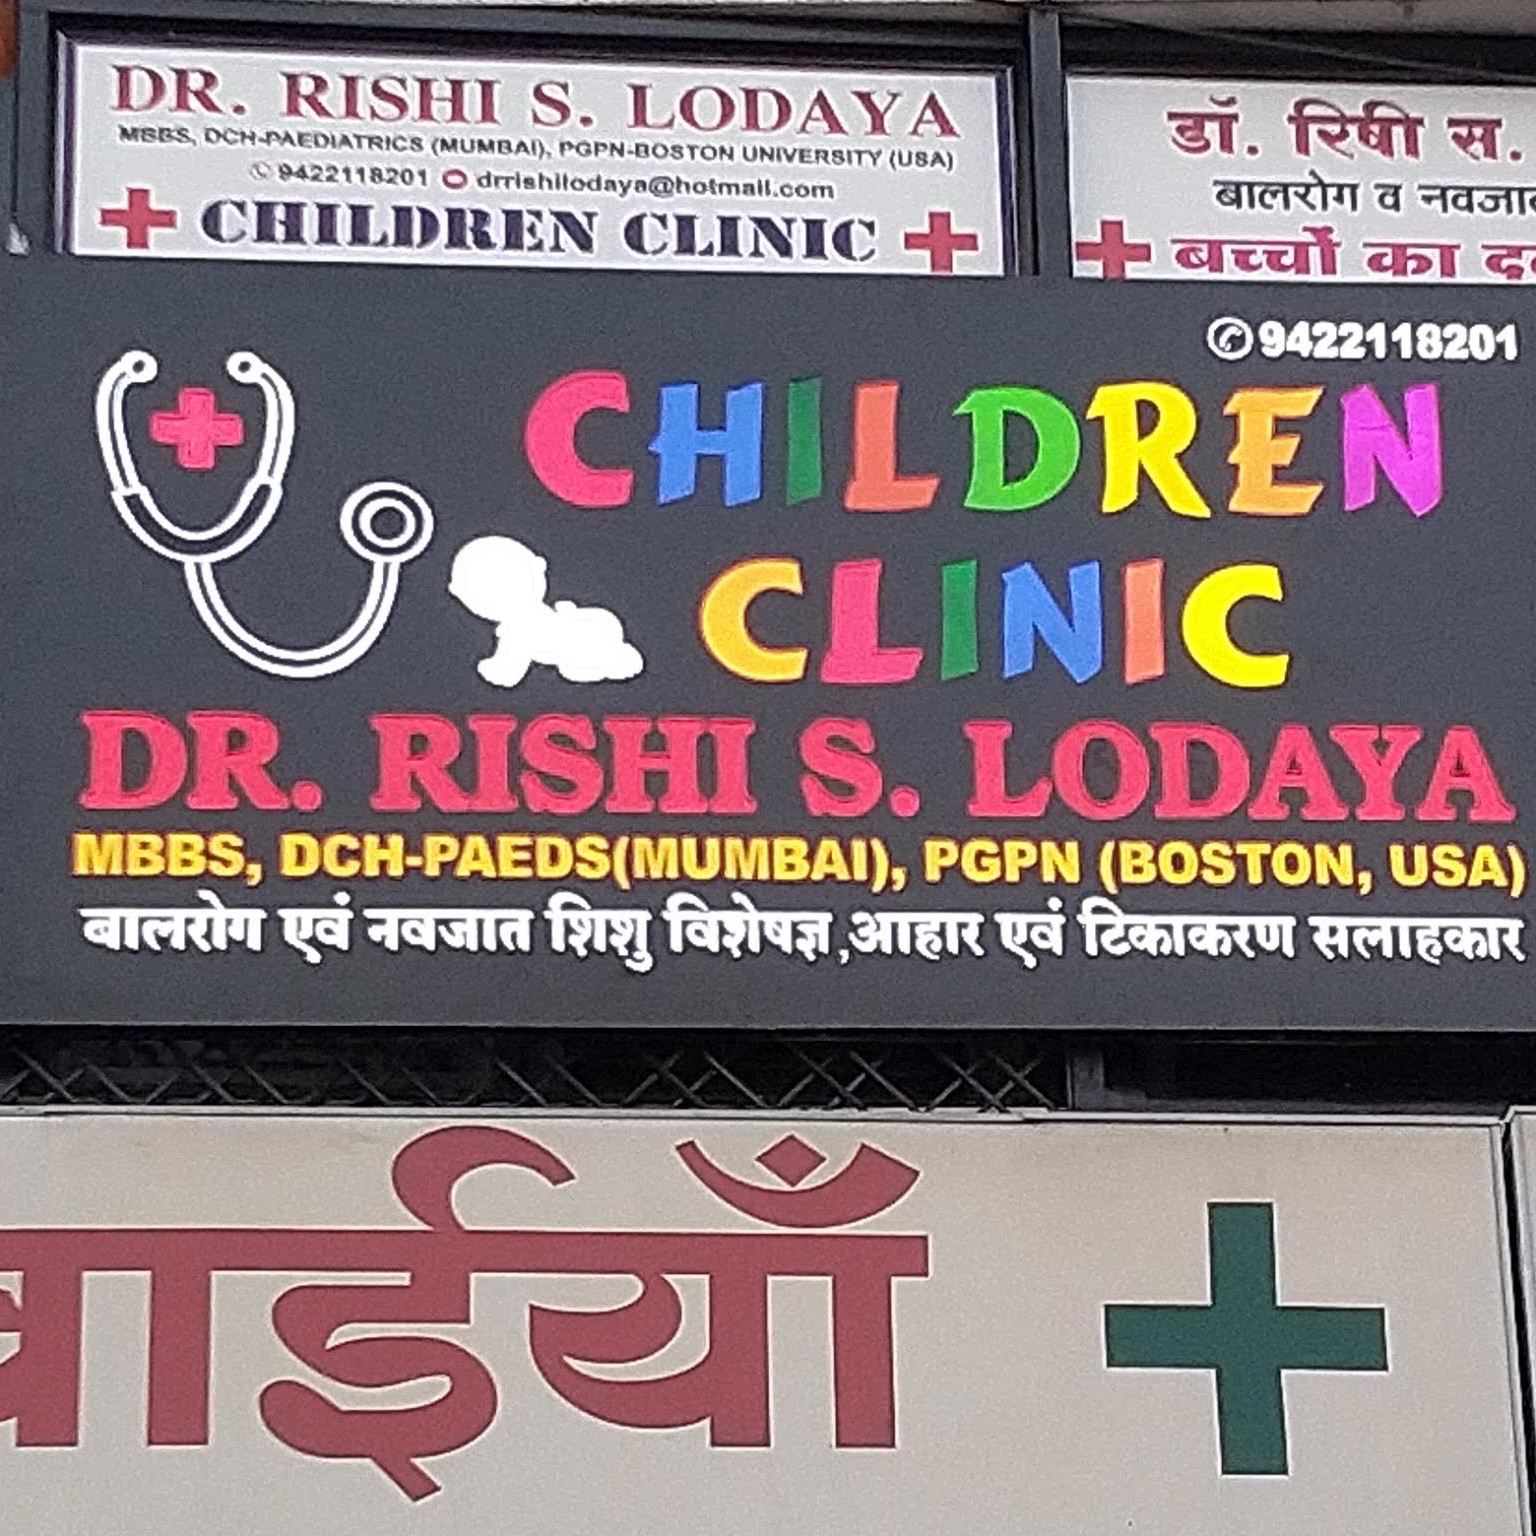 DR. RISHI S. LODAYA
MBBS, DCH-PAEDIATRICS (MUMBAI), PGPN-BOSTON UNIVERSITY (USA)
9422118201 drrishilodaya@hotmail.com
CHILDREN CLINIC
डॉ. रिषी स.
बालरोग व
बच्चों का
9422118201
CHILDREN
CLINIC
DR. RISHI S. LODAYA
MBBS, DCH-PAEDS(MUMBAI), PGPN (BOSTON, USA)
बालरोग एवं नवजात शिशु विशेषज्ञ,आहार एवं टिकाकरण सलाहकार